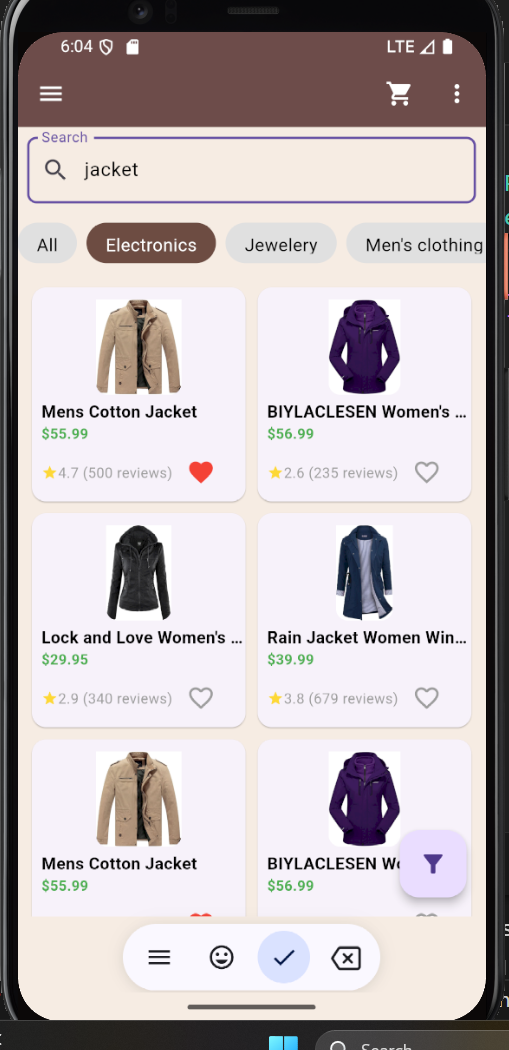 6:04 LTE
Search
jacket
All Electronics Jewelery Men's clothing
Mens Cotton Jacket BIYLACLESEN Women's ...
$55.99 $56.99
4.7 (500 reviews) 2.6 (235 reviews)
Lock and Love Women's ... Rain Jacket Women Win...
$29.95 $39.99
2.9 (340 reviews) 3.8 (679 reviews)
Mens Cotton Jacket BIYLACLESEN W
$55.99 $56.99
Search